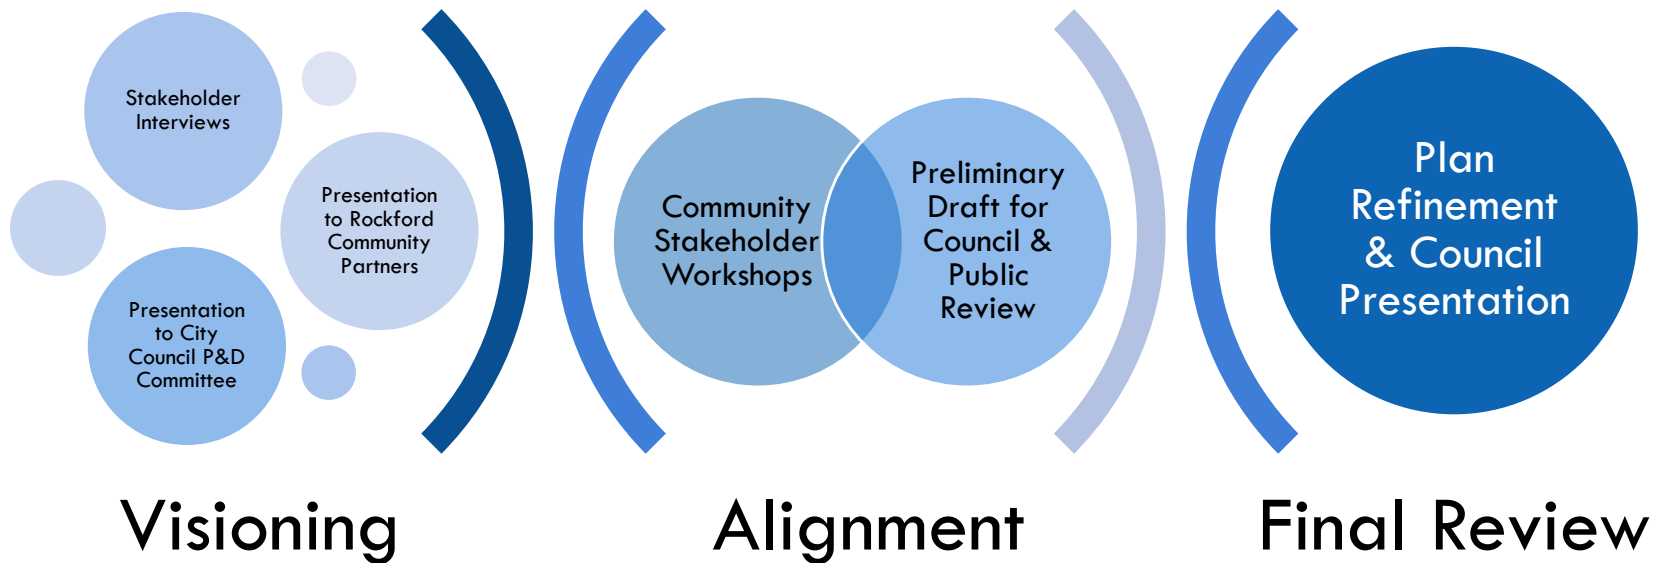 Stakeholder
Interviews
Presentation
to Rockford
Community
Partners
Presentation
to City
Council P&D
Committee
Visioning
Community
Stakeholder
Workshops
Preliminary
Draft for
Council &
Public
Review
Alignment
Plan
Refinement
& Council
Presentation
Final Review